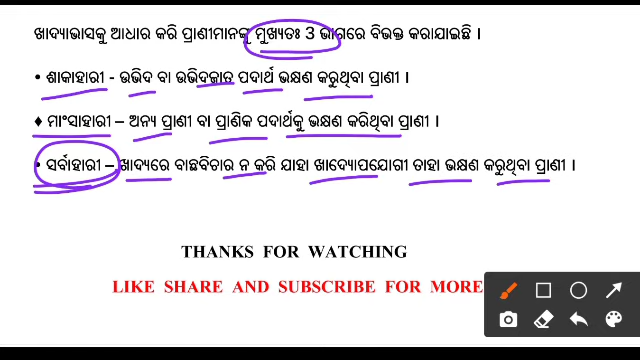 ଖାଦ୍ୟାଭାସକୁ ଆଧାର କରି ପ୍ରାଣୀମାନଙ୍କୁ ମୁଖ୍ୟତଃ 3 ଭାଗରେ ବିଭକ୍ତ କରାଯାଇଛି ।
• ଶାକାହାରୀ - ଉଦ୍ଭିଦ ବା ଉଦ୍ଭିଦଜାତ ପଦାର୍ଥ ଭକ୍ଷଣ କରୁଥିବା ପ୍ରାଣୀ ।
♦ ମାଂସାହାରୀ – ଅନ୍ୟ ପ୍ରାଣୀ ବା ପ୍ରାଣିଜ ପଦାର୍ଥକୁ ଭକ୍ଷଣ କରିଥିବା ପ୍ରାଣୀ ।
• ସର୍ବାହାରୀ – ଖାଦ୍ୟରେ ବାଛବିଚାର ନ କରି ଯାହା ଖାଦ୍ୟୋପଯୋଗୀ ତାହା ଭକ୍ଷଣ କରୁଥିବା ପ୍ରାଣୀ ।
THANKS FOR WATCHING
LIKE SHARE AND SUBSCRIBE FOR MORE